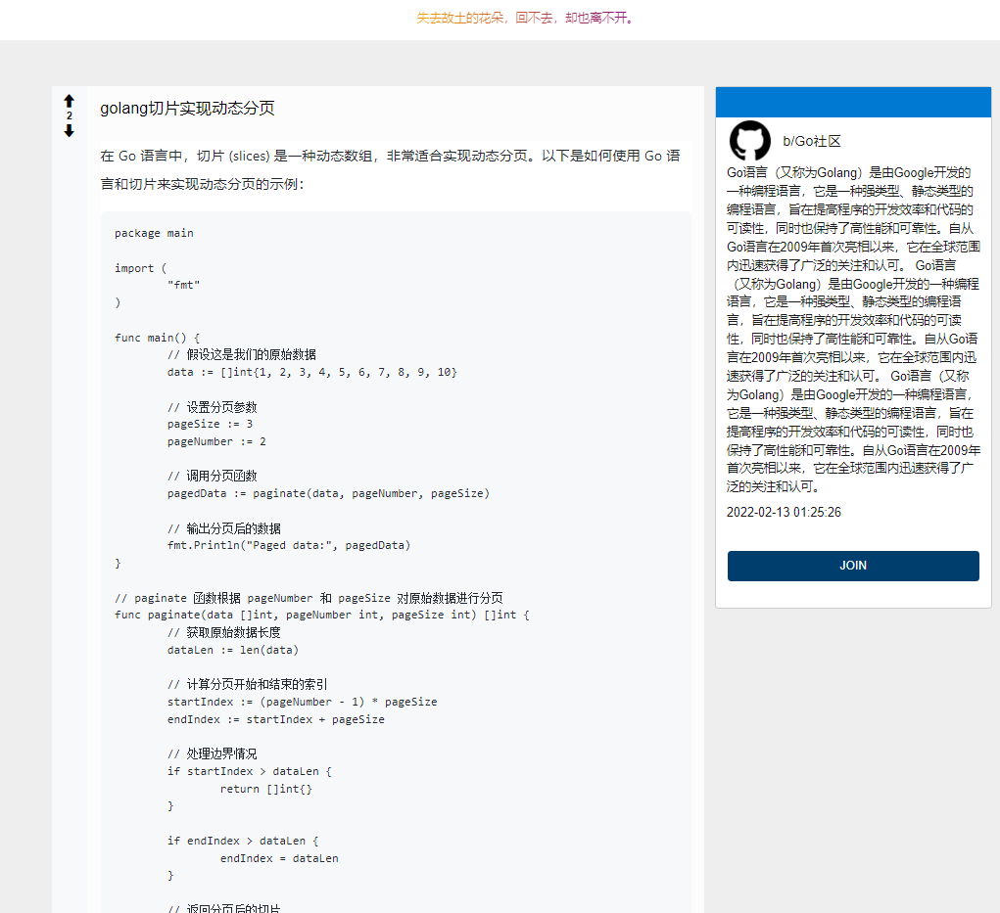 失去故土的花朵，回不去，却也离不开。
2
golang切片实现动态分页
在 Go 语言中，切片 (slices) 是一种动态数组，非常适合实现动态分页。以下是如何使用 Go 语
言和切片来实现动态分页的示例：
package main
import (
"fmt"
)
func main() {
// 假设这是我们的原始数据
data := []int{1, 2, 3, 4, 5, 6, 7, 8, 9, 10}
// 设置分页参数
pageSize := 3
pageNumber := 2
// 调用分页函数
pagedData := paginate(data, pageNumber, pageSize)
// 输出分页后的数据
fmt.Println("Paged data:", pagedData)
}
// paginate 函数根据 pageNumber 和 pageSize 对原始数据进行分页
func paginate(data []int, pageNumber int, pageSize int) []int {
// 获取原始数据长度
dataLen := len(data)
// 计算分页开始和结束的索引
startIndex := (pageNumber - 1) * pageSize
endIndex := startIndex + pageSize
// 处理边界情况
if startIndex > dataLen {
return []int{}
}
if endIndex > dataLen {
endIndex = dataLen
}
// 返回分页后的切片
b/Go社区
Go语言（又称为Golang）是由Google开发的
一种编程语言，它是一种强类型、静态类型的
编程语言，旨在提高程序的开发效率和代码的
可读性，同时也保持了高性能和可靠性。自从
Go语言在2009年首次亮相以来，它在全球范围
内迅速获得了广泛的关注和认可。 Go语言
（又称为Golang）是由Google开发的一种编程
语言，它是一种强类型、静态类型的编程语
言，旨在提高程序的开发效率和代码的可读
性，同时也保持了高性能和可靠性。自从Go语
言在2009年首次亮相以来，它在全球范围内迅
速获得了广泛的关注和认可。 Go语言（又称
为Golang）是由Google开发的一种编程语言，
它是一种强类型、静态类型的编程语言，旨在
提高程序的开发效率和代码的可读性，同时也
保持了高性能和可靠性。自从Go语言在2009年
首次亮相以来，它在全球范围内迅速获得了广
泛的关注和认可。
2022-02-13 01:25:26
JOIN